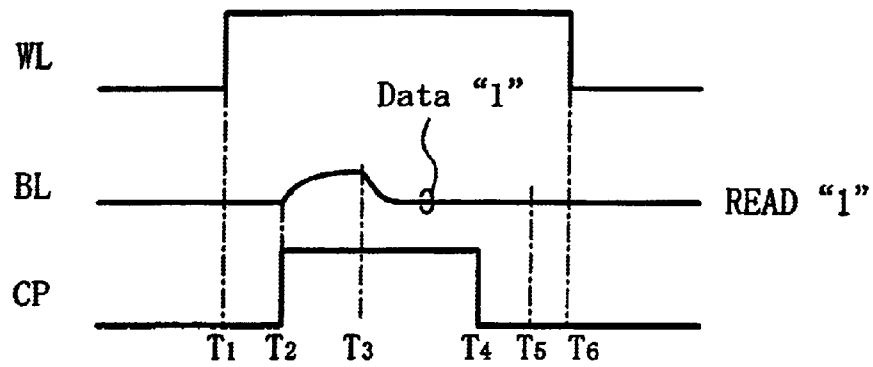 WL
Data “1”
BL
READ “1”
CP
T1 T2 T3 T4 T5 T6